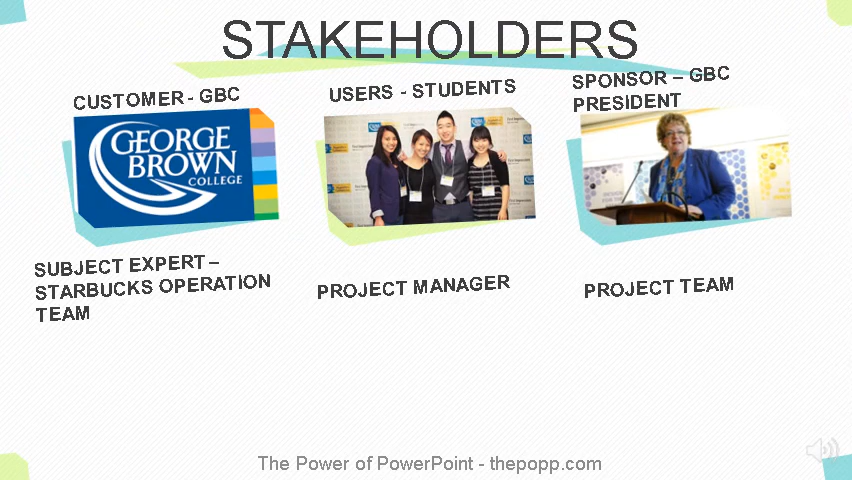 STAKEHOLDERS
CUSTOMER - GBC
USERS - STUDENTS
SPONSOR – GBC
PRESIDENT
GEORGE
BROWN
COLLEGE
SUBJECT EXPERT –
STARBUCKS OPERATION
TEAM
PROJECT MANAGER
PROJECT TEAM
The Power of PowerPoint - thepopp.com